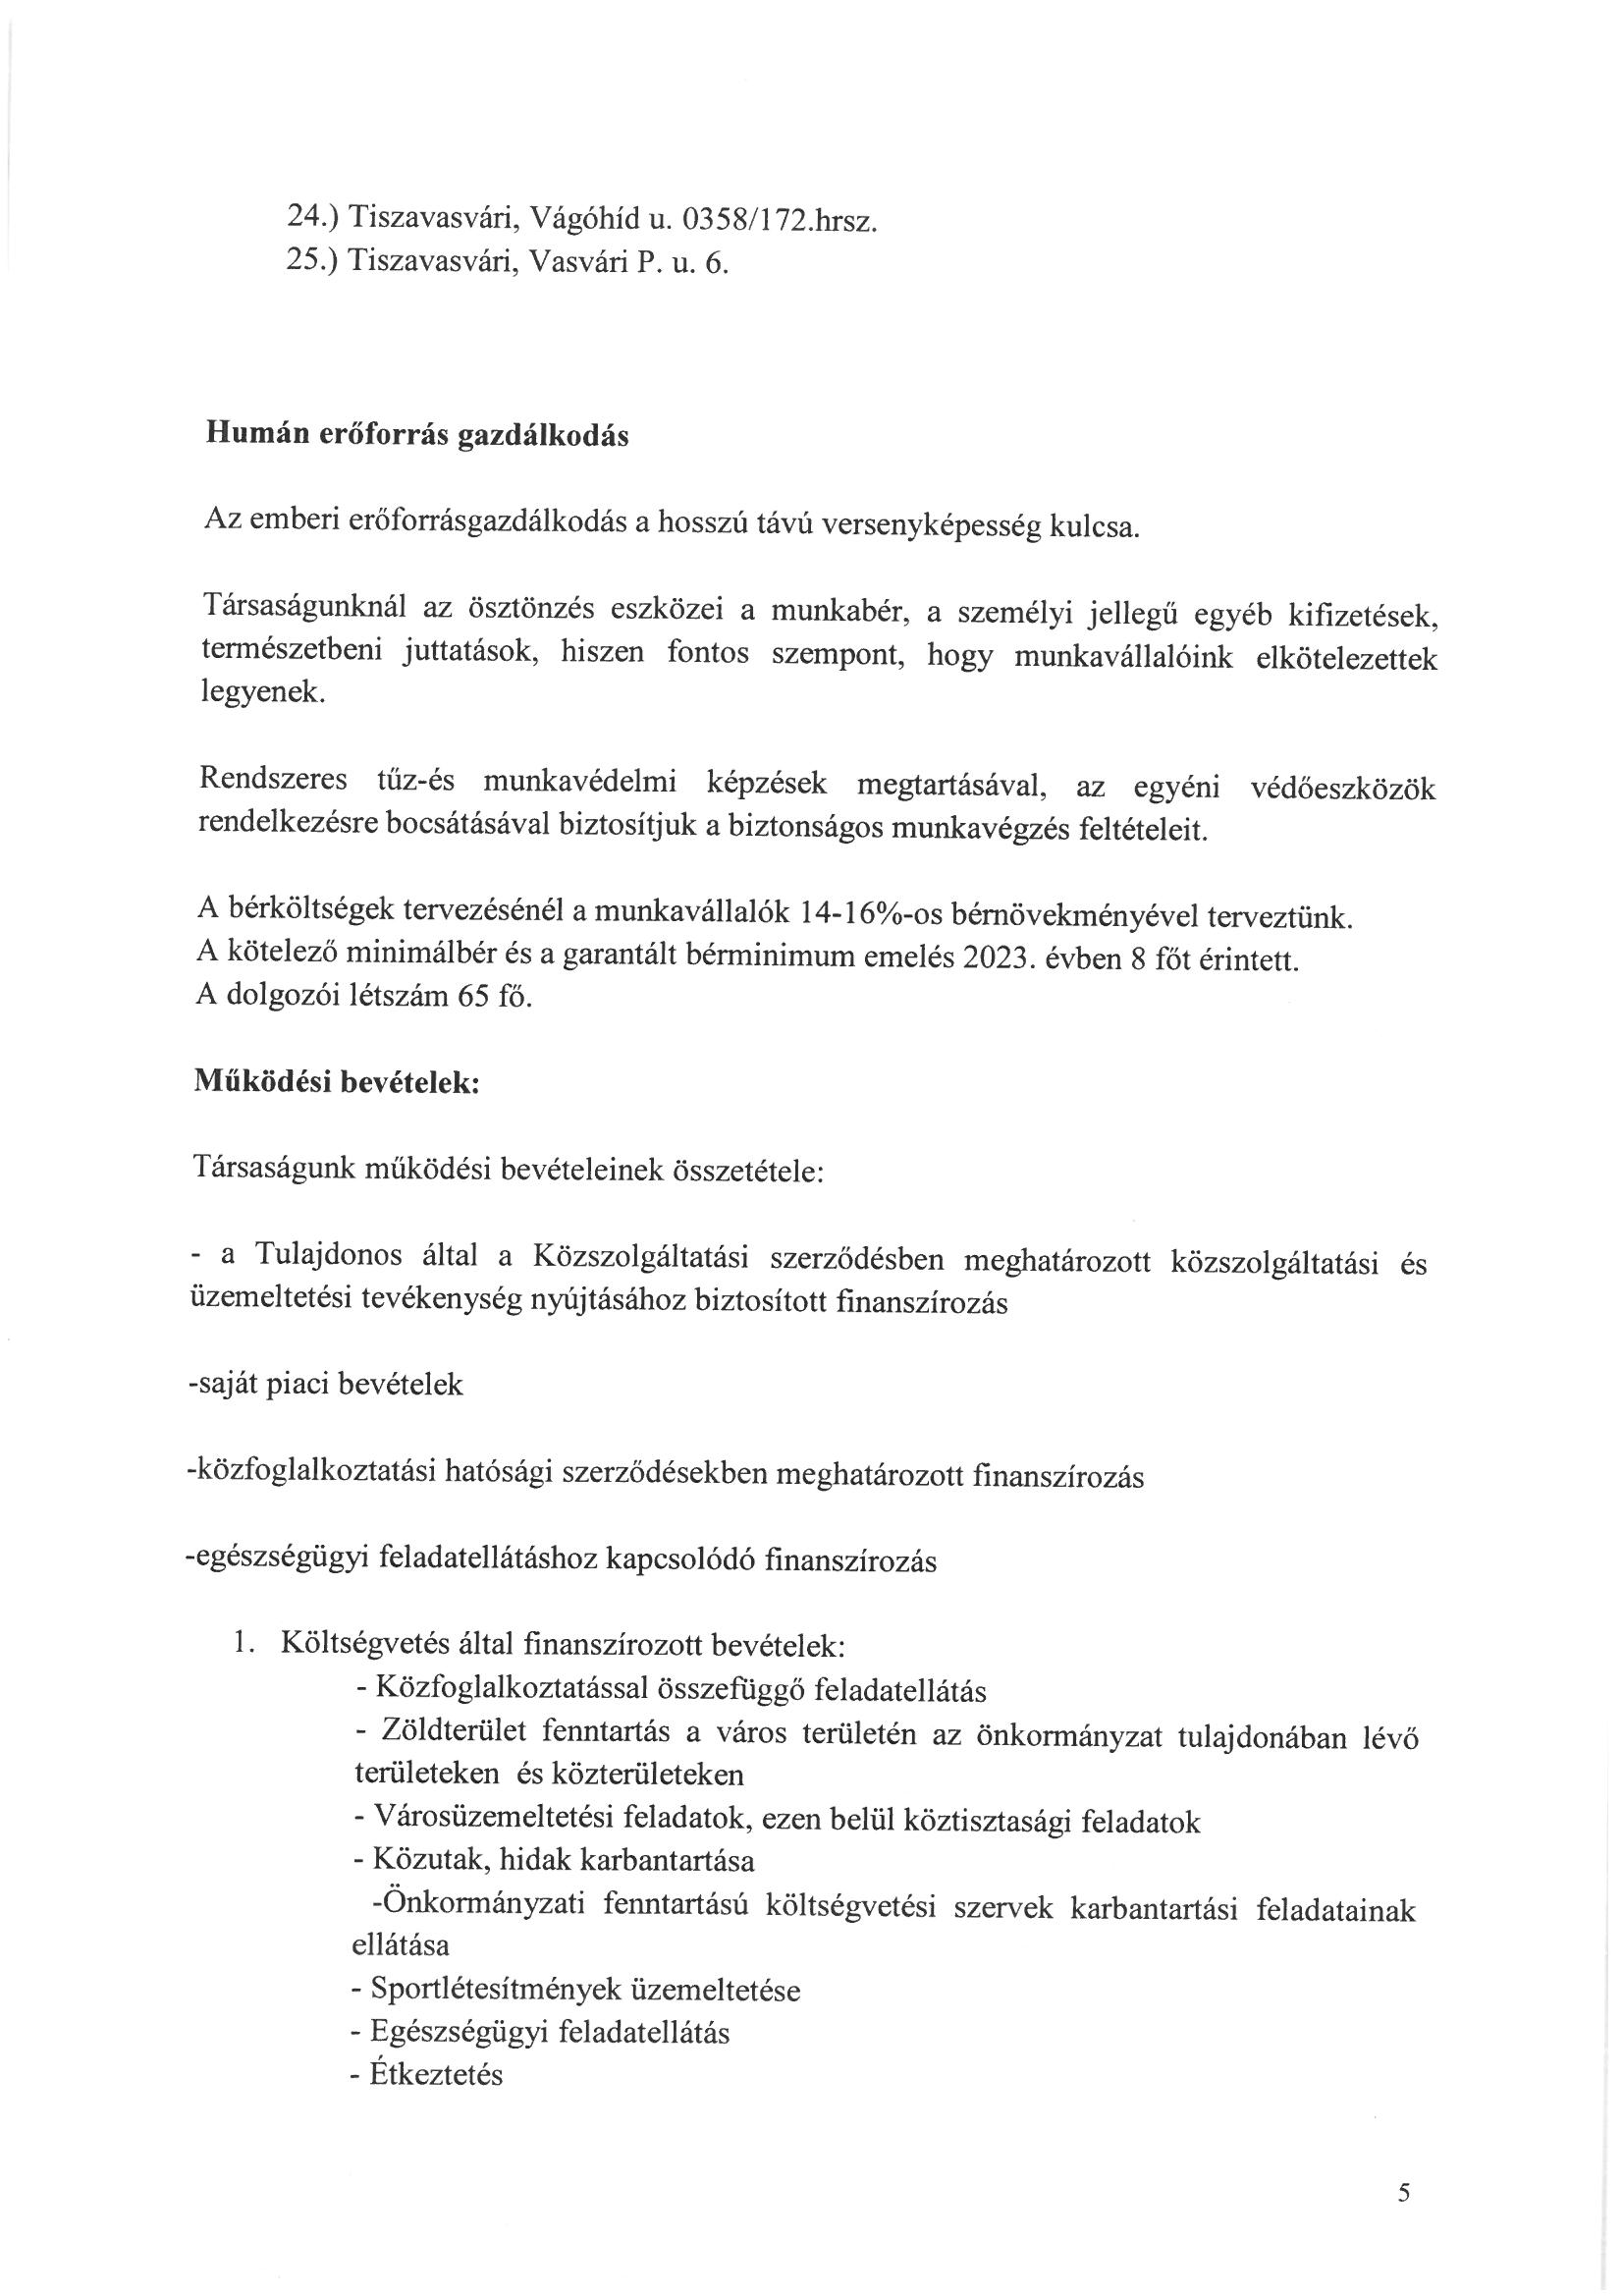 24.) Tiszavasvári, Vágóhíd u. 0358/172.hrsz.
25.) Tiszavasvári, Vasvári P. u. 6.
Humán erőforrás gazdálkodás
Az emberi erőforrásgazdálkodás a hosszú távú versenyképesség kulcsa.
Társaságunknál az ösztönzés eszközei a munkabér, a személyi jellegű egyéb kifizetések,
természetbeni juttatások, hiszen fontos szempont, hogy munkavállalóink elkötelezettek
legyenek.
Rendszeres tűz-és munkavédelmi képzések megtartásával, az egyéni védőeszközök
rendelkezésre bocsátásával biztosítjuk a biztonságos munkavégzés feltételeit.
A bérköltségek tervezésénél a munkavállalók 14-16%-os bérnövekményével terveztünk.
A kötelező minimálbér és a garantált bérminimum emelés 2023. évben 8 főt érintett.
A dolgozói létszám 65 fő.
Működési bevételek:
Társaságunk működési bevételeinek összetétele:
- a Tulajdonos által a Közszolgáltatási szerződésben meghatározott közszolgáltatási és
üzemeltetési tevékenység nyújtásához biztosított finanszírozás
-saját piaci bevételek
-közfoglalkoztatási hatósági szerződésekben meghatározott finanszírozás
-egészségügyi feladatellátáshoz kapcsolódó finanszírozás
1. Költségvetés által finanszírozott bevételek:
- Közfoglalkoztatással összefüggő feladatellátás
- Zöldterület fenntartás a város területén az önkormányzat tulajdonában lévő
területeken és közterületeken
- Városüzemeltetési feladatok, ezen belül köztisztasági feladatok
- Közutak, hidak karbantartása
-Önkormányzati fenntartású költségvetési szervek karbantartási feladatainak
ellátása
- Sportlétesítmények üzemeltetése
- Egészségügyi feladatellátás
- Étkeztetés
5